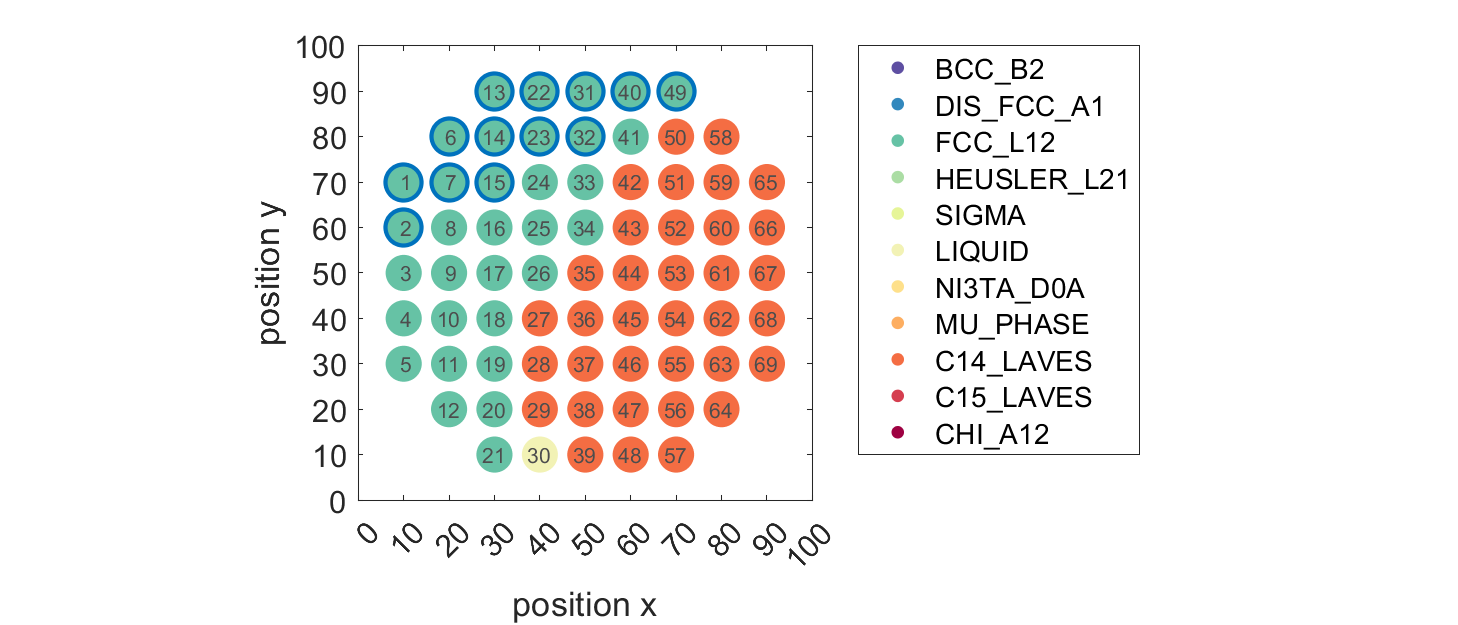 100
90
80
70
60
50
40
30
20
10
0
position y
13 22 31 40 49
6 14 23 32 41 50 58
1 7 15 24 33 42 51 59 65
2 8 16 25 34 43 52 60 66
3 9 17 26 35 44 53 61 67
4 10 18 27 36 45 54 62 68
5 11 19 28 37 46 55 63 69
12 20 29 38 47 56 64
21 30 39 48 57
0 10 20 30 40 50 60 70 80 90 100
position x
BCC_B2
DIS_FCC_A1
FCC_L12
HEUSLER_L21
SIGMA
LIQUID
NI3TA_D0A
MU_PHASE
C14_LAVES
C15_LAVES
CHI_A12